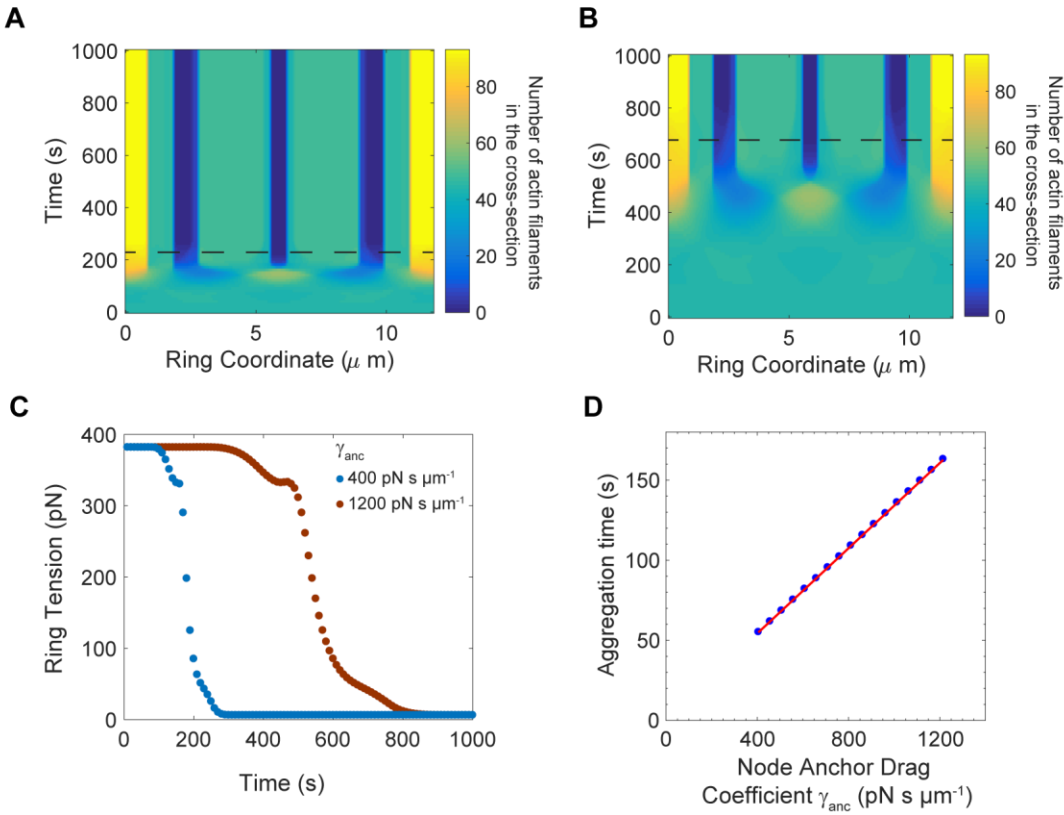 A
1000
800
600
400
200
0
Time (s)
0
5
10
Ring Coordinate (μ m)
80
60
40
20
0
Number of actin filaments
in the cross-section
B
1000
800
600
400
200
0
Time (s)
0
5
10
Ring Coordinate (μ m)
80
60
40
20
0
Number of actin filaments
in the cross-section
C
400
300
200
100
0
Ring Tension (pN)
γanc
400 pN s μm⁻¹
1200 pN s μm⁻¹
0 200 400 600 800 1000
Time (s)
D
150
100
50
0
Aggregation time (s)
0 400 800 1200
Node Anchor Drag
Coefficient γanc (pN s μm⁻¹)